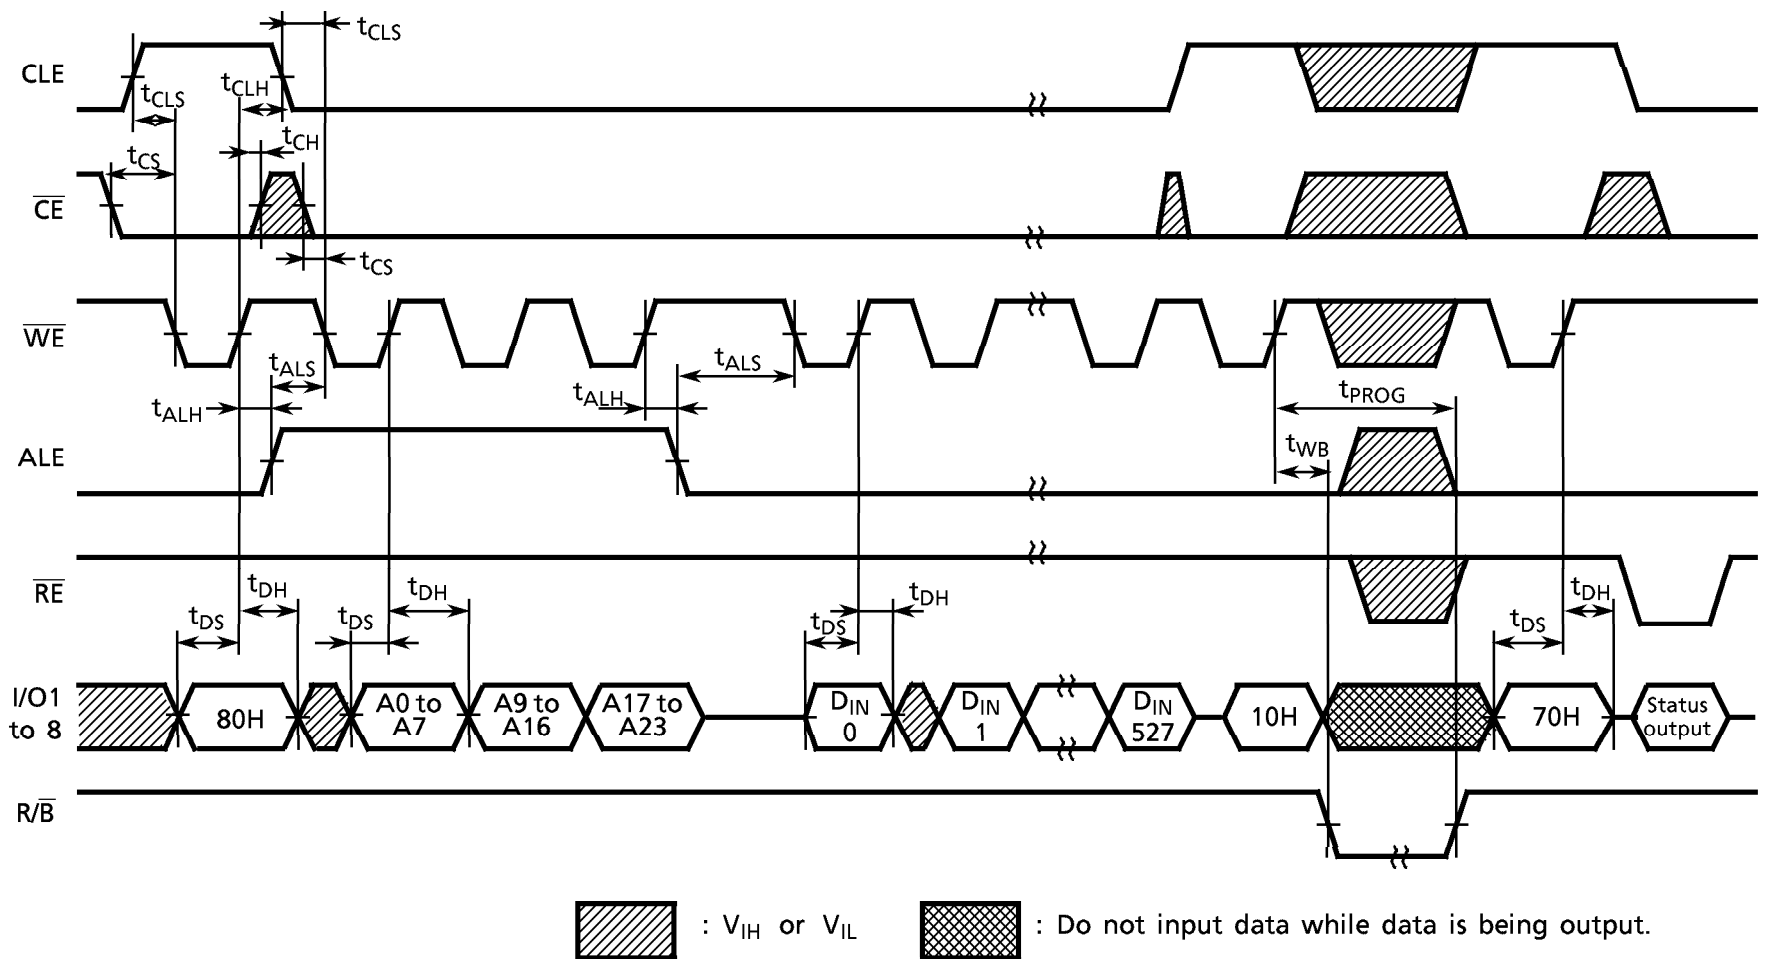 tCLS
CLE
tCLS
tCLH
tCH
tCS
CE
tCS
WE
tALS
tALS
tALH
tALH
tPROG
ALE
tWB
RE
tDH
tDH
tDH
tDH
tDS
tDS
tDS
tDS
I/O1
to 8
80H
A0 to
A7
A9 to
A16
A17 to
A23
DIN
0
DIN
1
DIN
527
10H
70H
Status
output
R/B
: VIH or VIL
: Do not input data while data is being output.